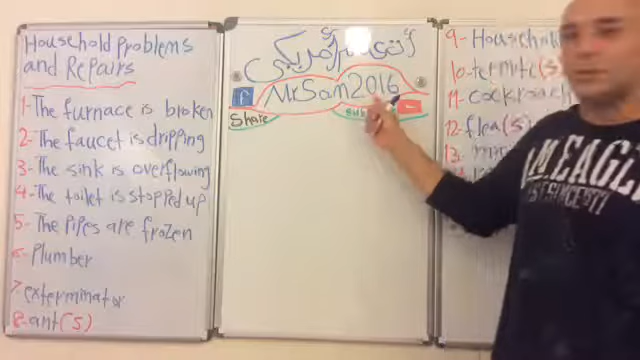 Household Problems
and Repairs
1- The furnace is broken
2- The faucet is dripping
3- The sink is overflowing
4- The toilet is stopped up
5- The pipes are frozen
6- Plumber
7- exterminator
8- ant(s)
MrSam2016
f
Share
9- Household
10- termite(s)
11- cockroach
12- flea(s)
13-
A.M.EAGLE